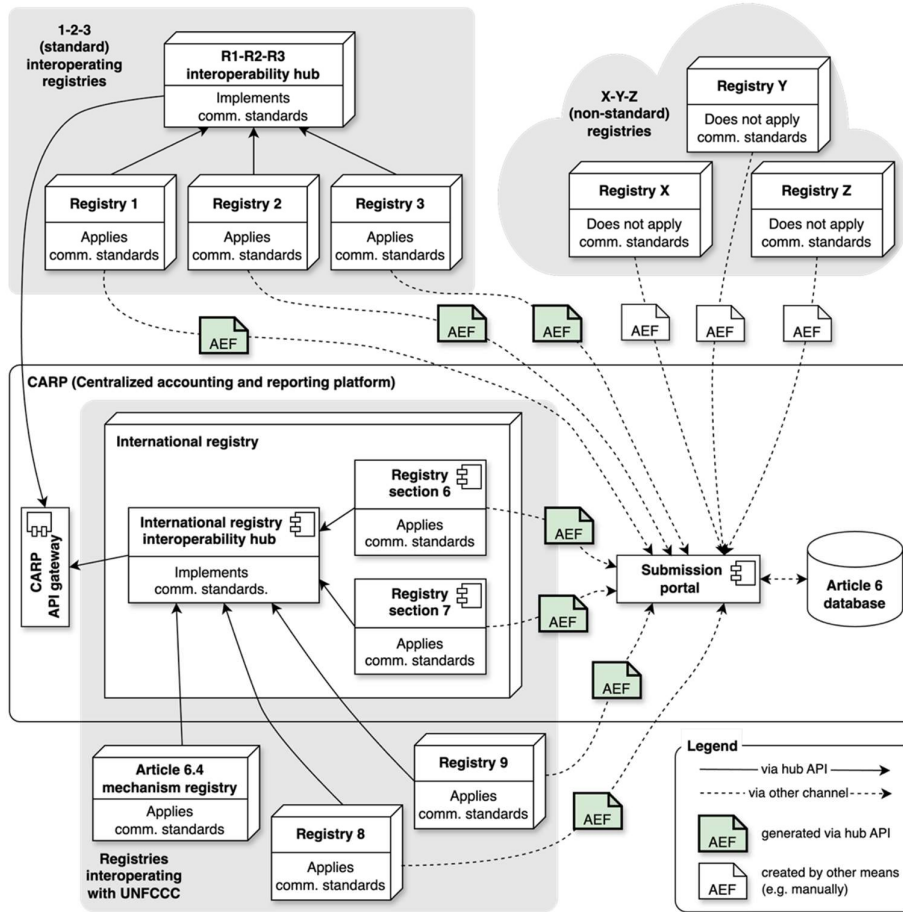 1-2-3
(standard)
interoperating
registries
R1-R2-R3
interoperability hub
Implements
comm. standards
X-Y-Z
(non-standard)
registries
Registry Y
Does not apply
comm. standards
Registry 1
Applies
comm. standards
Registry 2
Applies
comm. standards
Registry 3
Applies
comm. standards
Registry X
Does not apply
comm. standards
Registry Z
Does not apply
comm. standards
AEF
AEF
AEF
AEF
AEF
AEF
CARP (Centralized accounting and reporting platform)
International registry
Registry
section 6
Applies
comm. standards
AEF
CARP
API gateway
International registry
interoperability hub
Implements
comm. standards.
Registry
section 7
Applies
comm. standards
AEF
Submission
portal
Article 6
database
AEF
Article 6.4
mechanism registry
Applies
comm. standards
Registry 9
Applies
comm. standards
Registry 8
Applies
comm. standards
AEF
Registries
interoperating
with UNFCCC
Legend
via hub API
via other channel
AEF
generated via hub API
AEF
created by other means
(e.g. manually)